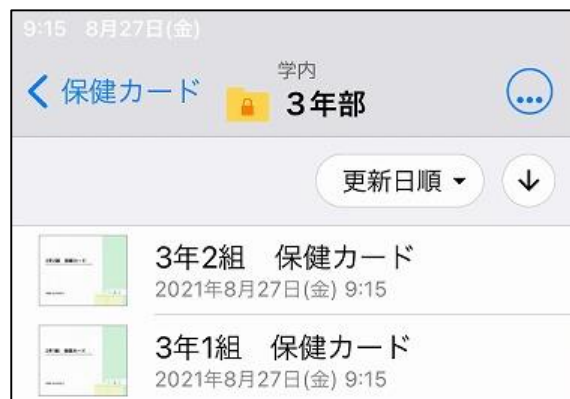 9:15 8月27日(金)
学内
保健カード
3年部
更新日順
3年2組　保健カード
2021年8月27日(金) 9:15
3年1組　保健カード
2021年8月27日(金) 9:15